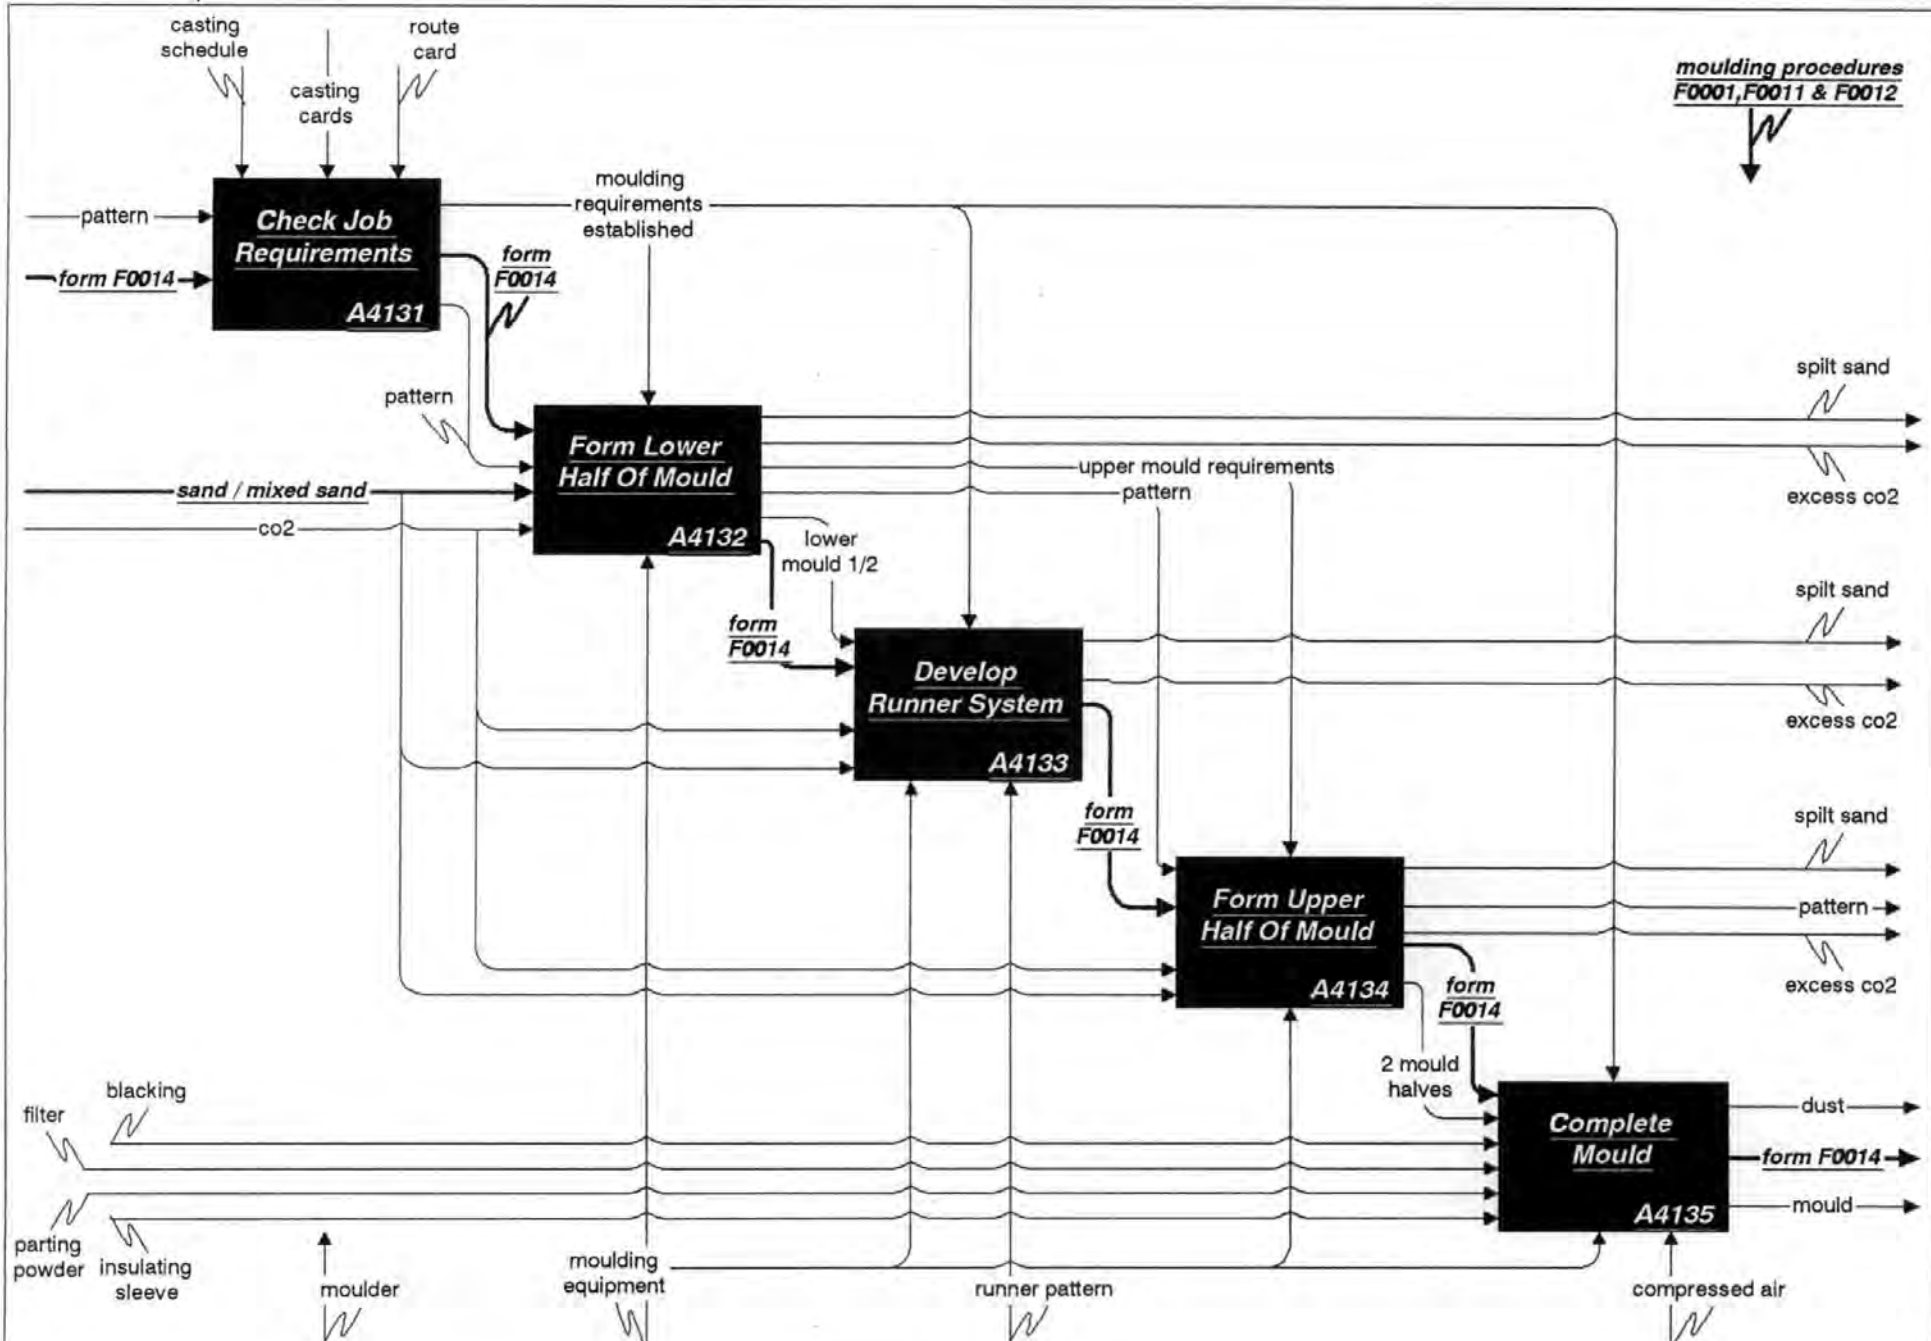 casting
schedule
casting
cards
route
card
moulding procedures
F0001,F0011 & F0012
pattern
form F0014
Check Job
Requirements
A4131
form
F0014
moulding
requirements
established
pattern
sand / mixed sand
co2
Form Lower
Half Of Mould
A4132
spilt sand
excess co2
upper mould requirements
pattern
lower
mould 1/2
form
F0014
Develop
Runner System
A4133
spilt sand
excess co2
form
F0014
Form Upper
Half Of Mould
A4134
spilt sand
pattern
excess co2
form
F0014
2 mould
halves
blacking
filter
parting
powder
insulating
sleeve
Complete
Mould
A4135
dust
form F0014
mould
moulder
moulding
equipment
runner pattern
compressed air